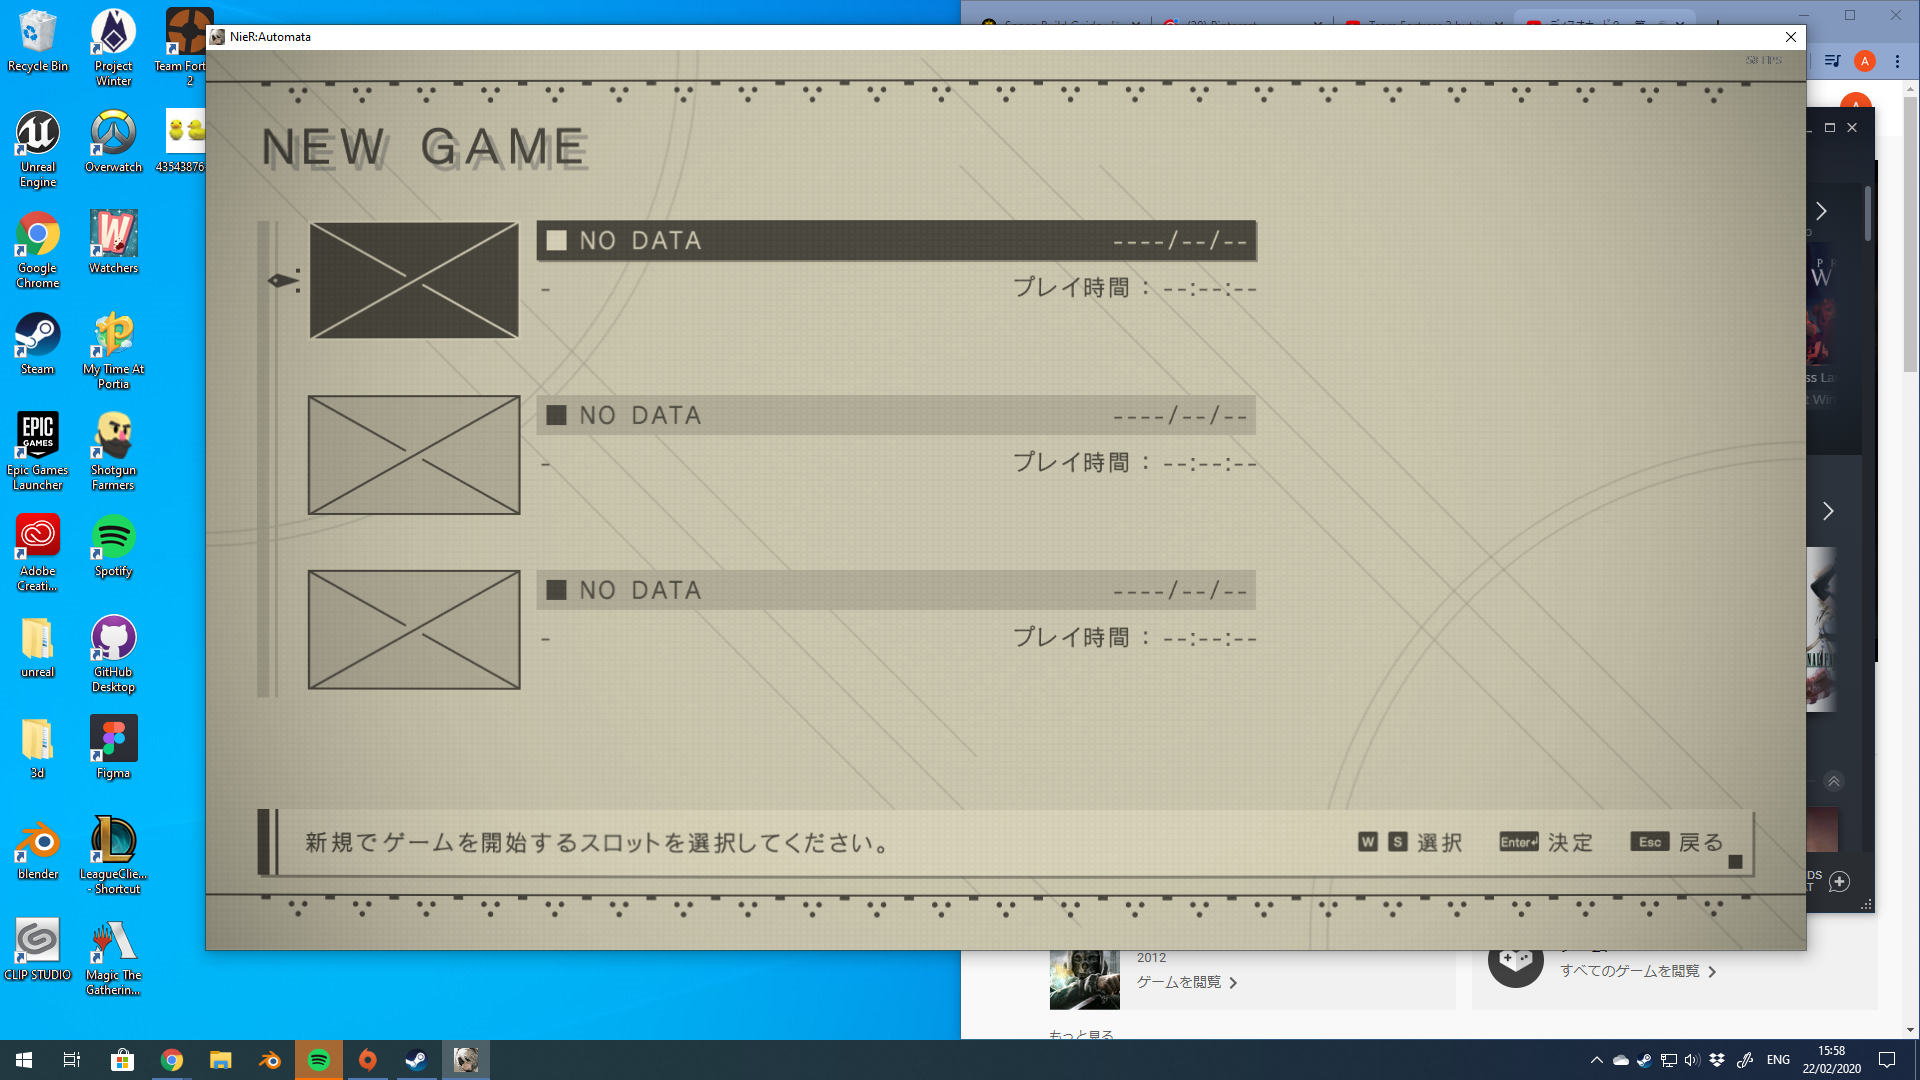 Recycle Bin
Project
Winter
Team Fort
2
Unreal
Engine
Overwatch
43543876
Google
Chrome
Watchers
Steam
My Time At
Portia
Epic Games
Launcher
Shotgun
Farmers
Adobe
Creati...
Spotify
unreal
GitHub
Desktop
3d
Figma
blender
LeagueClie...
- Shortcut
CLIP STUDIO
Magic The
Gatherin...
NieR:Automata
NEW GAME
NO DATA ----/--/--
- プレイ時間 : --:--:--
NO DATA ----/--/--
- プレイ時間 : --:--:--
NO DATA ----/--/--
- プレイ時間 : --:--:--
新規でゲームを開始するスロットを選択してください。
W S 選択 Enter 決定 Esc 戻る
A
2012
ゲームを閲覧
すべてのゲームを閲覧
もっと見る
ENG
15:58
22/02/2020